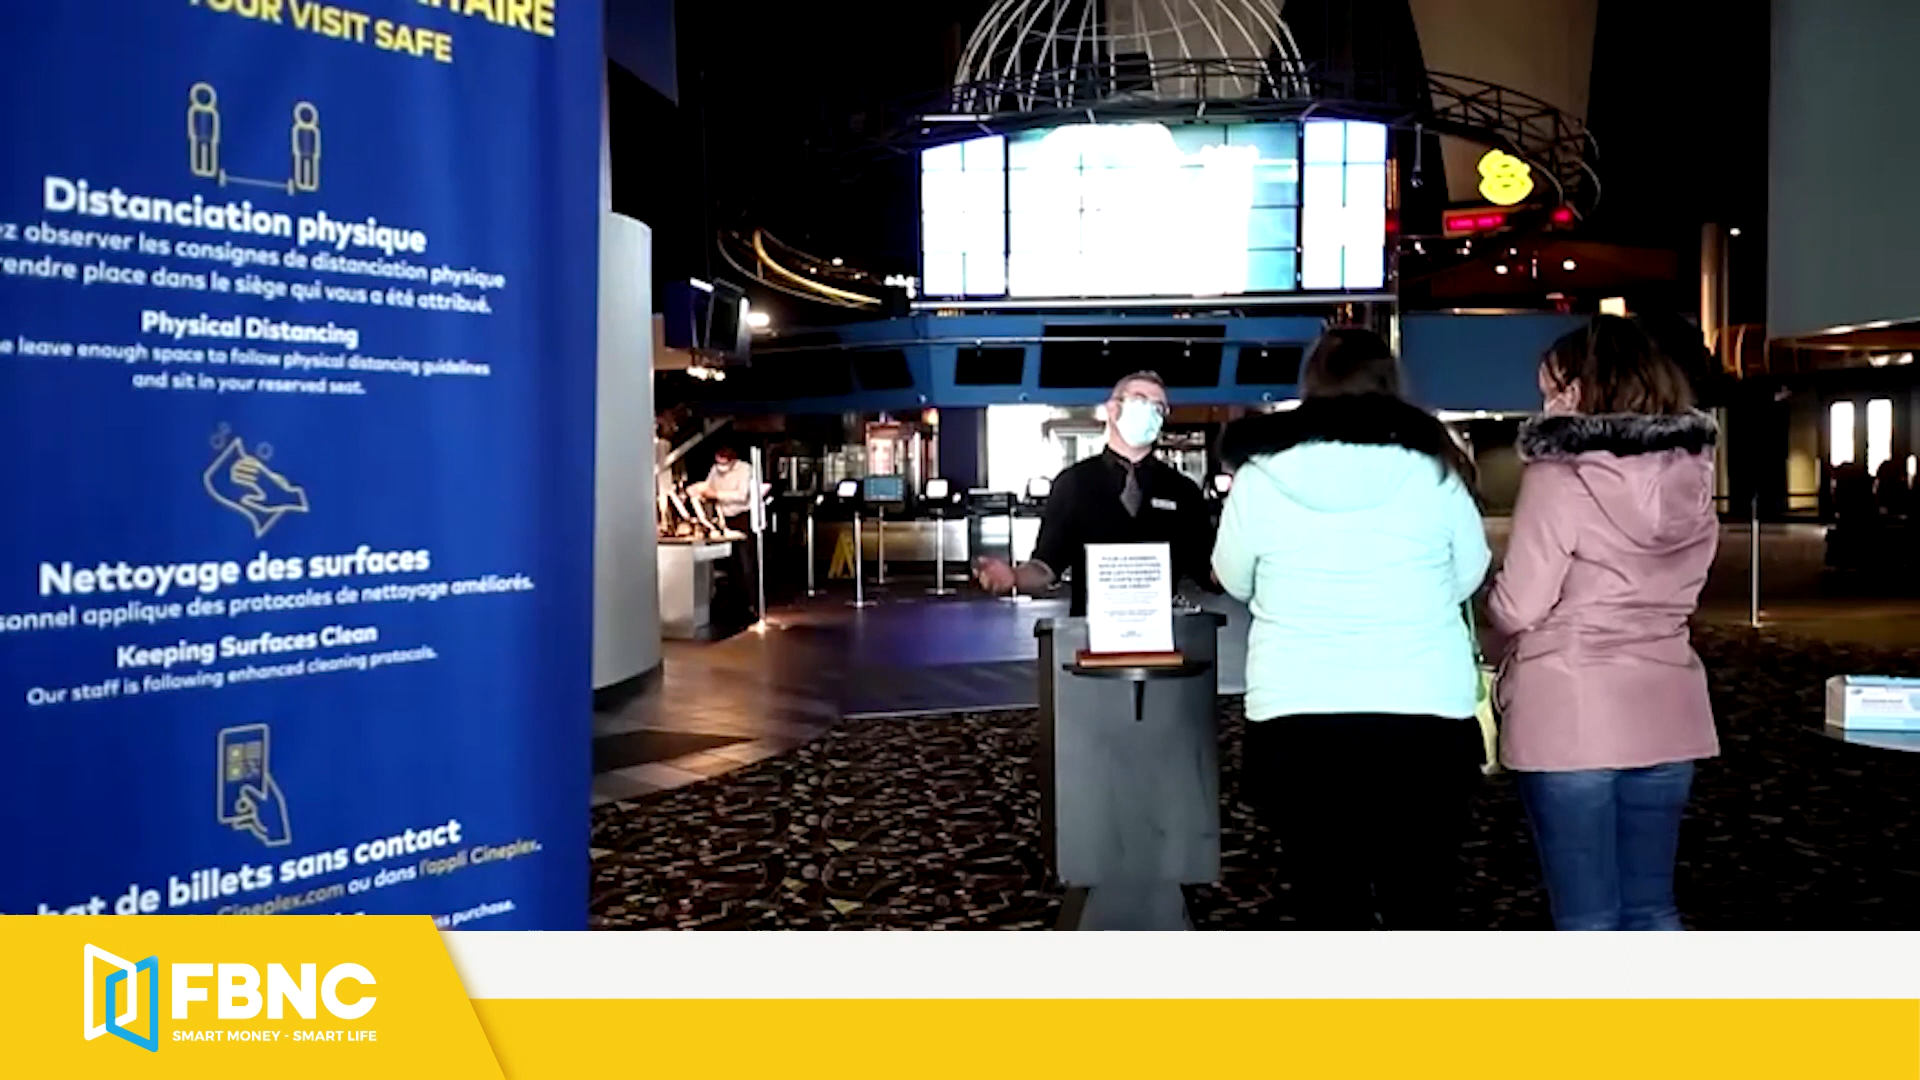 YOUR VISIT SAFE
Distanciation physique
observer les consignes de distanciation physique
endre place dans le siège qui vous a été attribué.
Physical Distancing
e leave enough space to follow physical distancing guidelines
and sit in your reserved seat.
Nettoyage des surfaces
sonnel applique des protocoles de nettoyage améliorés.
Keeping Surfaces Clean
Our staff is following enhanced cleaning protocols.
hat de billets sans contact
Cineplex.com ou dans l'appli Cineplex.
purchase.
FBNC
SMART MONEY - SMART LIFE